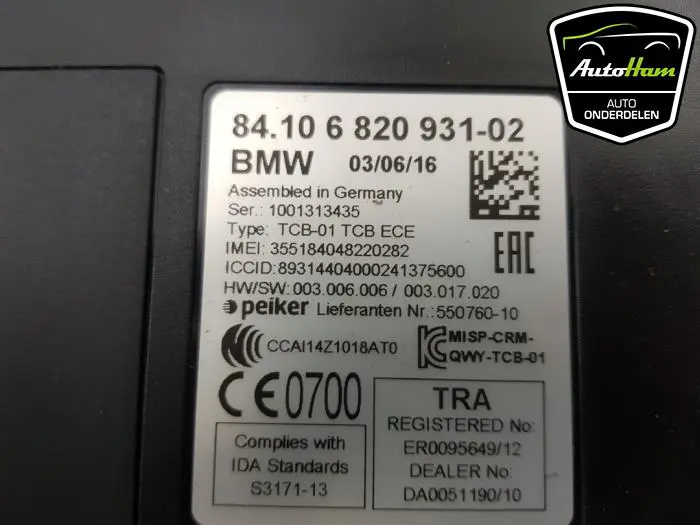 AutoHam
AUTO
ONDERDELEN
84.10 6 820 931-02
BMW 03/06/16
Assembled in Germany
Ser.: 1001313435
Type: TCB-01 TCB ECE
IMEI: 355184048220282
EAC
ICCID: 89314404000241375600
HW/SW: 003.006.006 / 003.017.020
peiker Lieferanten Nr.: 550760-10
CCAI14Z1018AT0
MISP-CRM-
QWY-TCB-01
CE0700
Complies with
IDA Standards
S3171-13
TRA
REGISTERED No:
ER0095649/12
DEALER No:
DA0051190/10